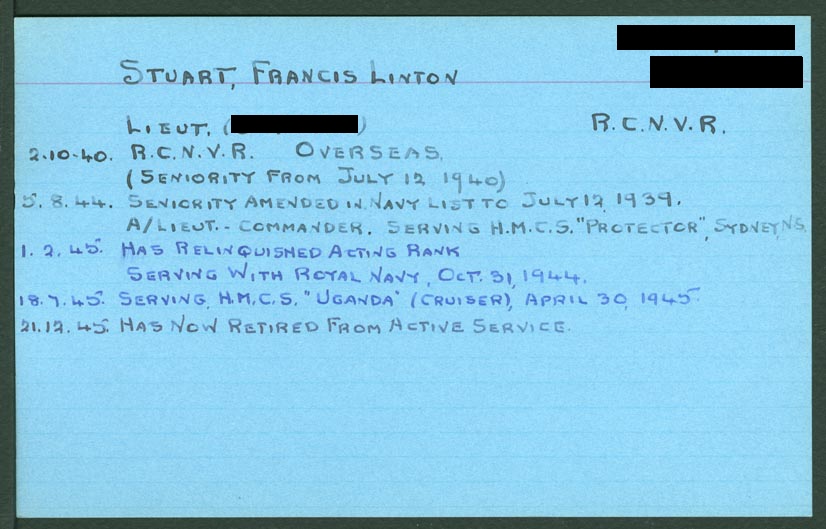 STUART, FRANCIS LINTON
LIEUT. ( ) R.C.N.V.R.
2.10.40. R.C.N.V.R. OVERSEAS.
(SENIORITY FROM JULY 12 1940)
5. 8. 44. SENIORITY AMENDED IN NAVY LIST TO JULY 12, 1939.
A/LIEUT.- COMMANDER. SERVING H.M.C.S. "PROTECTOR", SYDNEY, N.S.
1. 2. 45. HAS RELINQUISHED ACTING RANK
SERVING WITH ROYAL NAVY, OCT. 31, 1944.
18.7.45. SERVING, H.M.C.S. "UGANDA" (CRUISER), APRIL 30, 1945.
21.12.45. HAS NOW RETIRED FROM ACTIVE SERVICE.